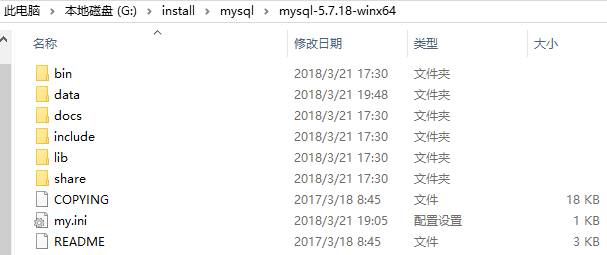 此电脑 > 本地磁盘 (G:) > install > mysql > mysql-5.7.18-winx64
名称 修改日期 类型 大小
bin 2018/3/21 17:30 文件夹
data 2018/3/21 19:48 文件夹
docs 2018/3/21 17:30 文件夹
include 2018/3/21 17:30 文件夹
lib 2018/3/21 17:30 文件夹
share 2018/3/21 17:30 文件夹
COPYING 2017/3/18 8:45 文件 18 KB
my.ini 2018/3/21 19:05 配置设置 1 KB
README 2017/3/18 8:45 文件 3 KB